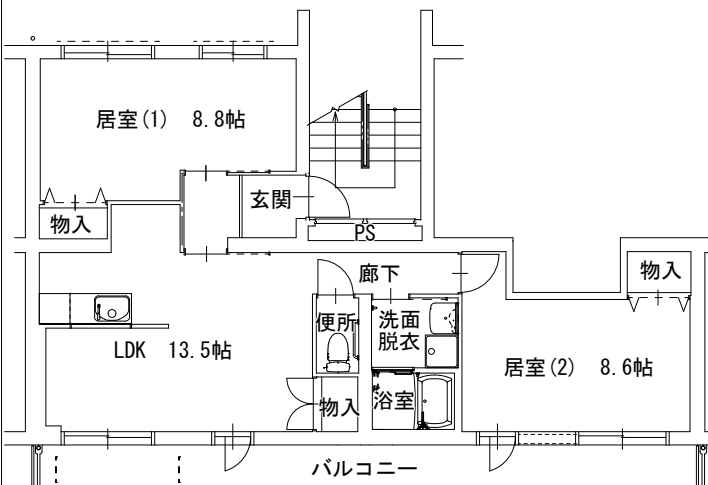 居室(1) 8.8帖
玄関
物入
PS
廊下
物入
便所
洗面
脱衣
LDK 13.5帖
居室(2) 8.6帖
物入
浴室
バルコニー